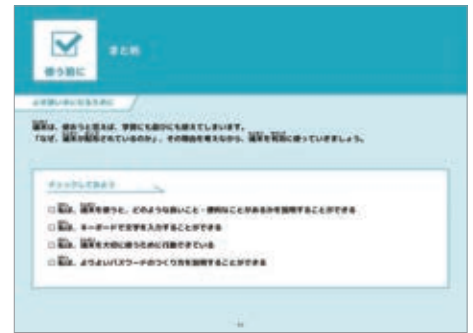 使う前に
まとめ
端末は、使おうと思えば、学習にも遊びにも使えてしまいます。
「なぜ、端末が配布されているのか」、その理由を考えながら、端末を有効に使っていきましょう。
チェックしてみよう
□ 私は、端末を使うと、どのような良いこと・便利なことがあるかを説明することができる
□ 私は、キーボードで文字を入力することができる
□ 私は、端末を大切に使うために行動できている
□ 私は、よりよいパスワードのつくり方を説明することができる